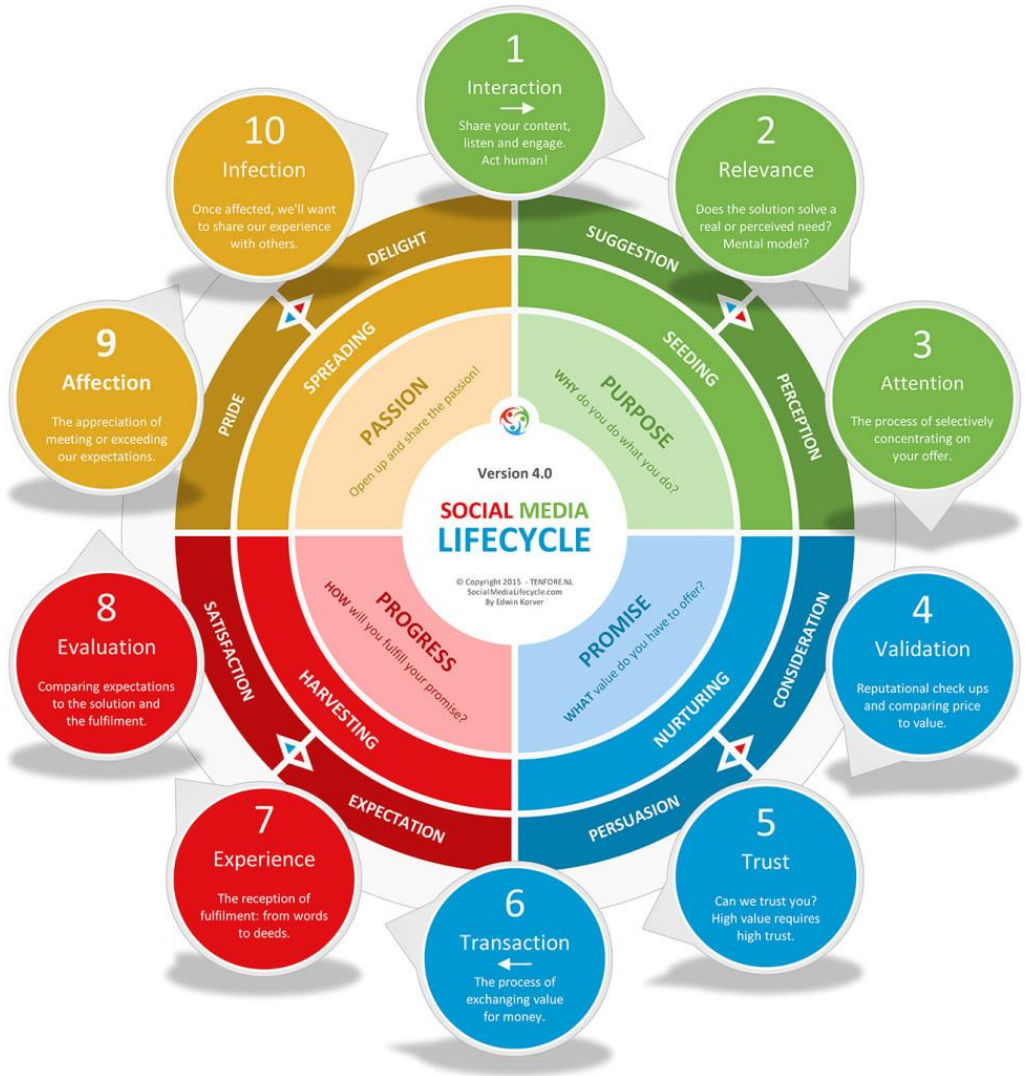 1
Interaction
Share your content,
listen and engage.
Act human!
2
Relevance
Does the solution solve a
real or perceived need?
Mental model?
3
Attention
The process of selectively
concentrating on
your offer.
4
Validation
Reputational check ups
and comparing price
to value.
5
Trust
Can we trust you?
High value requires
high trust.
6
Transaction
The process of
exchanging value
for money.
7
Experience
The reception of
fulfilment: from words
to deeds.
8
Evaluation
Comparing expectations
to the solution and
the fulfilment.
9
Affection
The appreciation of
meeting or exceeding
our expectations.
10
Infection
Once affected, we'll want
to share our experience
with others.
SUGGESTION
PERCEPTION
CONSIDERATION
PERSUASION
EXPECTATION
SATISFACTION
PRIDE
DELIGHT
SEEDING
NURTURING
HARVESTING
SPREADING
PURPOSE
WHY do you do what you do?
PROMISE
WHAT value do you have to offer?
PROGRESS
HOW will you fulfill your promise?
PASSION
Open up and share the passion!
Version 4.0
SOCIAL MEDIA
LIFECYCLE
© Copyright 2015 - TENFORE.NL
SocialMediaLifecycle.com
By Edwin Korver